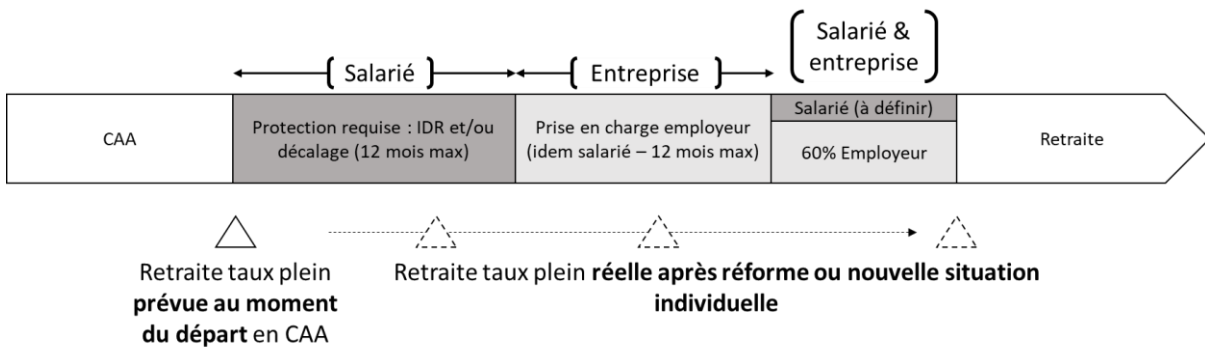 Salarié &
entreprise
Salarié
Entreprise
CAA
Protection requise : IDR et/ou
décalage (12 mois max)
Prise en charge employeur
(idem salarié – 12 mois max)
Salarié (à définir)
60% Employeur
Retraite
Retraite taux plein
prévue au moment
du départ en CAA
Retraite taux plein réelle après réforme ou nouvelle situation
individuelle